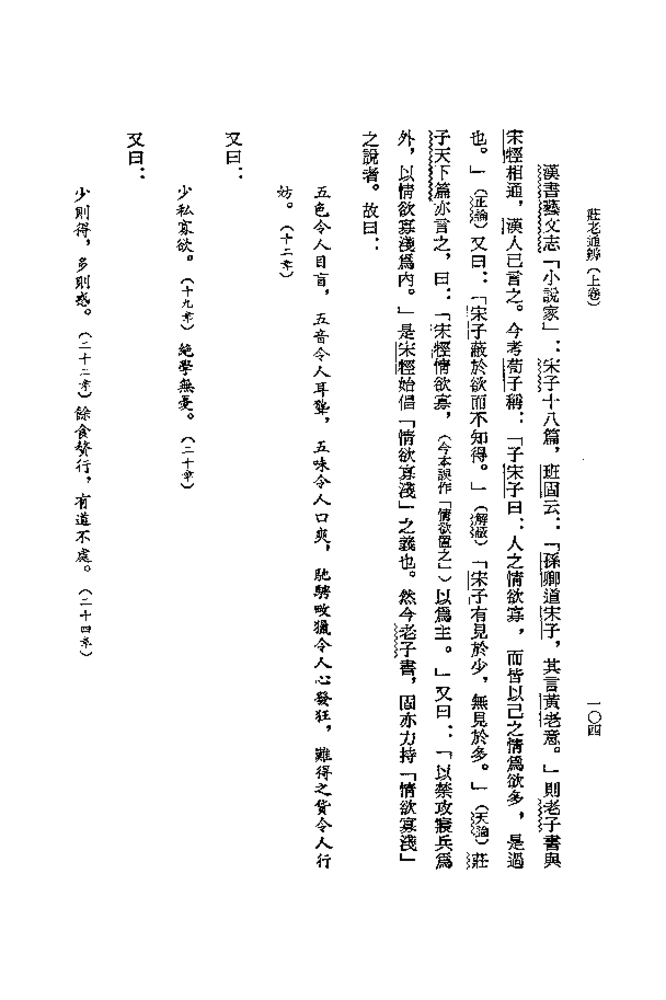 莊老通辨（上卷）
一〇四
漢書藝文志「小說家」：宋子十八篇，班固云：「孫卿道宋子，其言黃老意。」則老子書與
宋牼相通，漢人已言之。今考荀子稱：「子宋子曰：人之情欲寡，而皆以己之情為欲多，是過
也。」（正論）又曰：「宋子蔽於欲而不知得。」（解蔽）「宋子有見於少，無見於多。」（天論）莊
子天下篇亦言之，曰：「宋牼情欲寡，（今本誤作「情欲置之」）以為主。」又曰：「以禁攻寢兵為
外，以情欲寡淺為內。」是宋牼始倡「情欲寡淺」之義也。然今老子書，固亦力持「情欲寡淺」
之說者。故曰：
五色令人目盲，五音令人耳聾，五味令人口爽，馳騁畋獵令人心發狂，難得之貨令人行
妨。（十二章）
又曰：
少私寡欲。（十九章）絕學無憂。（二十章）
又曰：
少則得，多則惑。（二十二章）餘食贅行，有道不處。（二十四章）